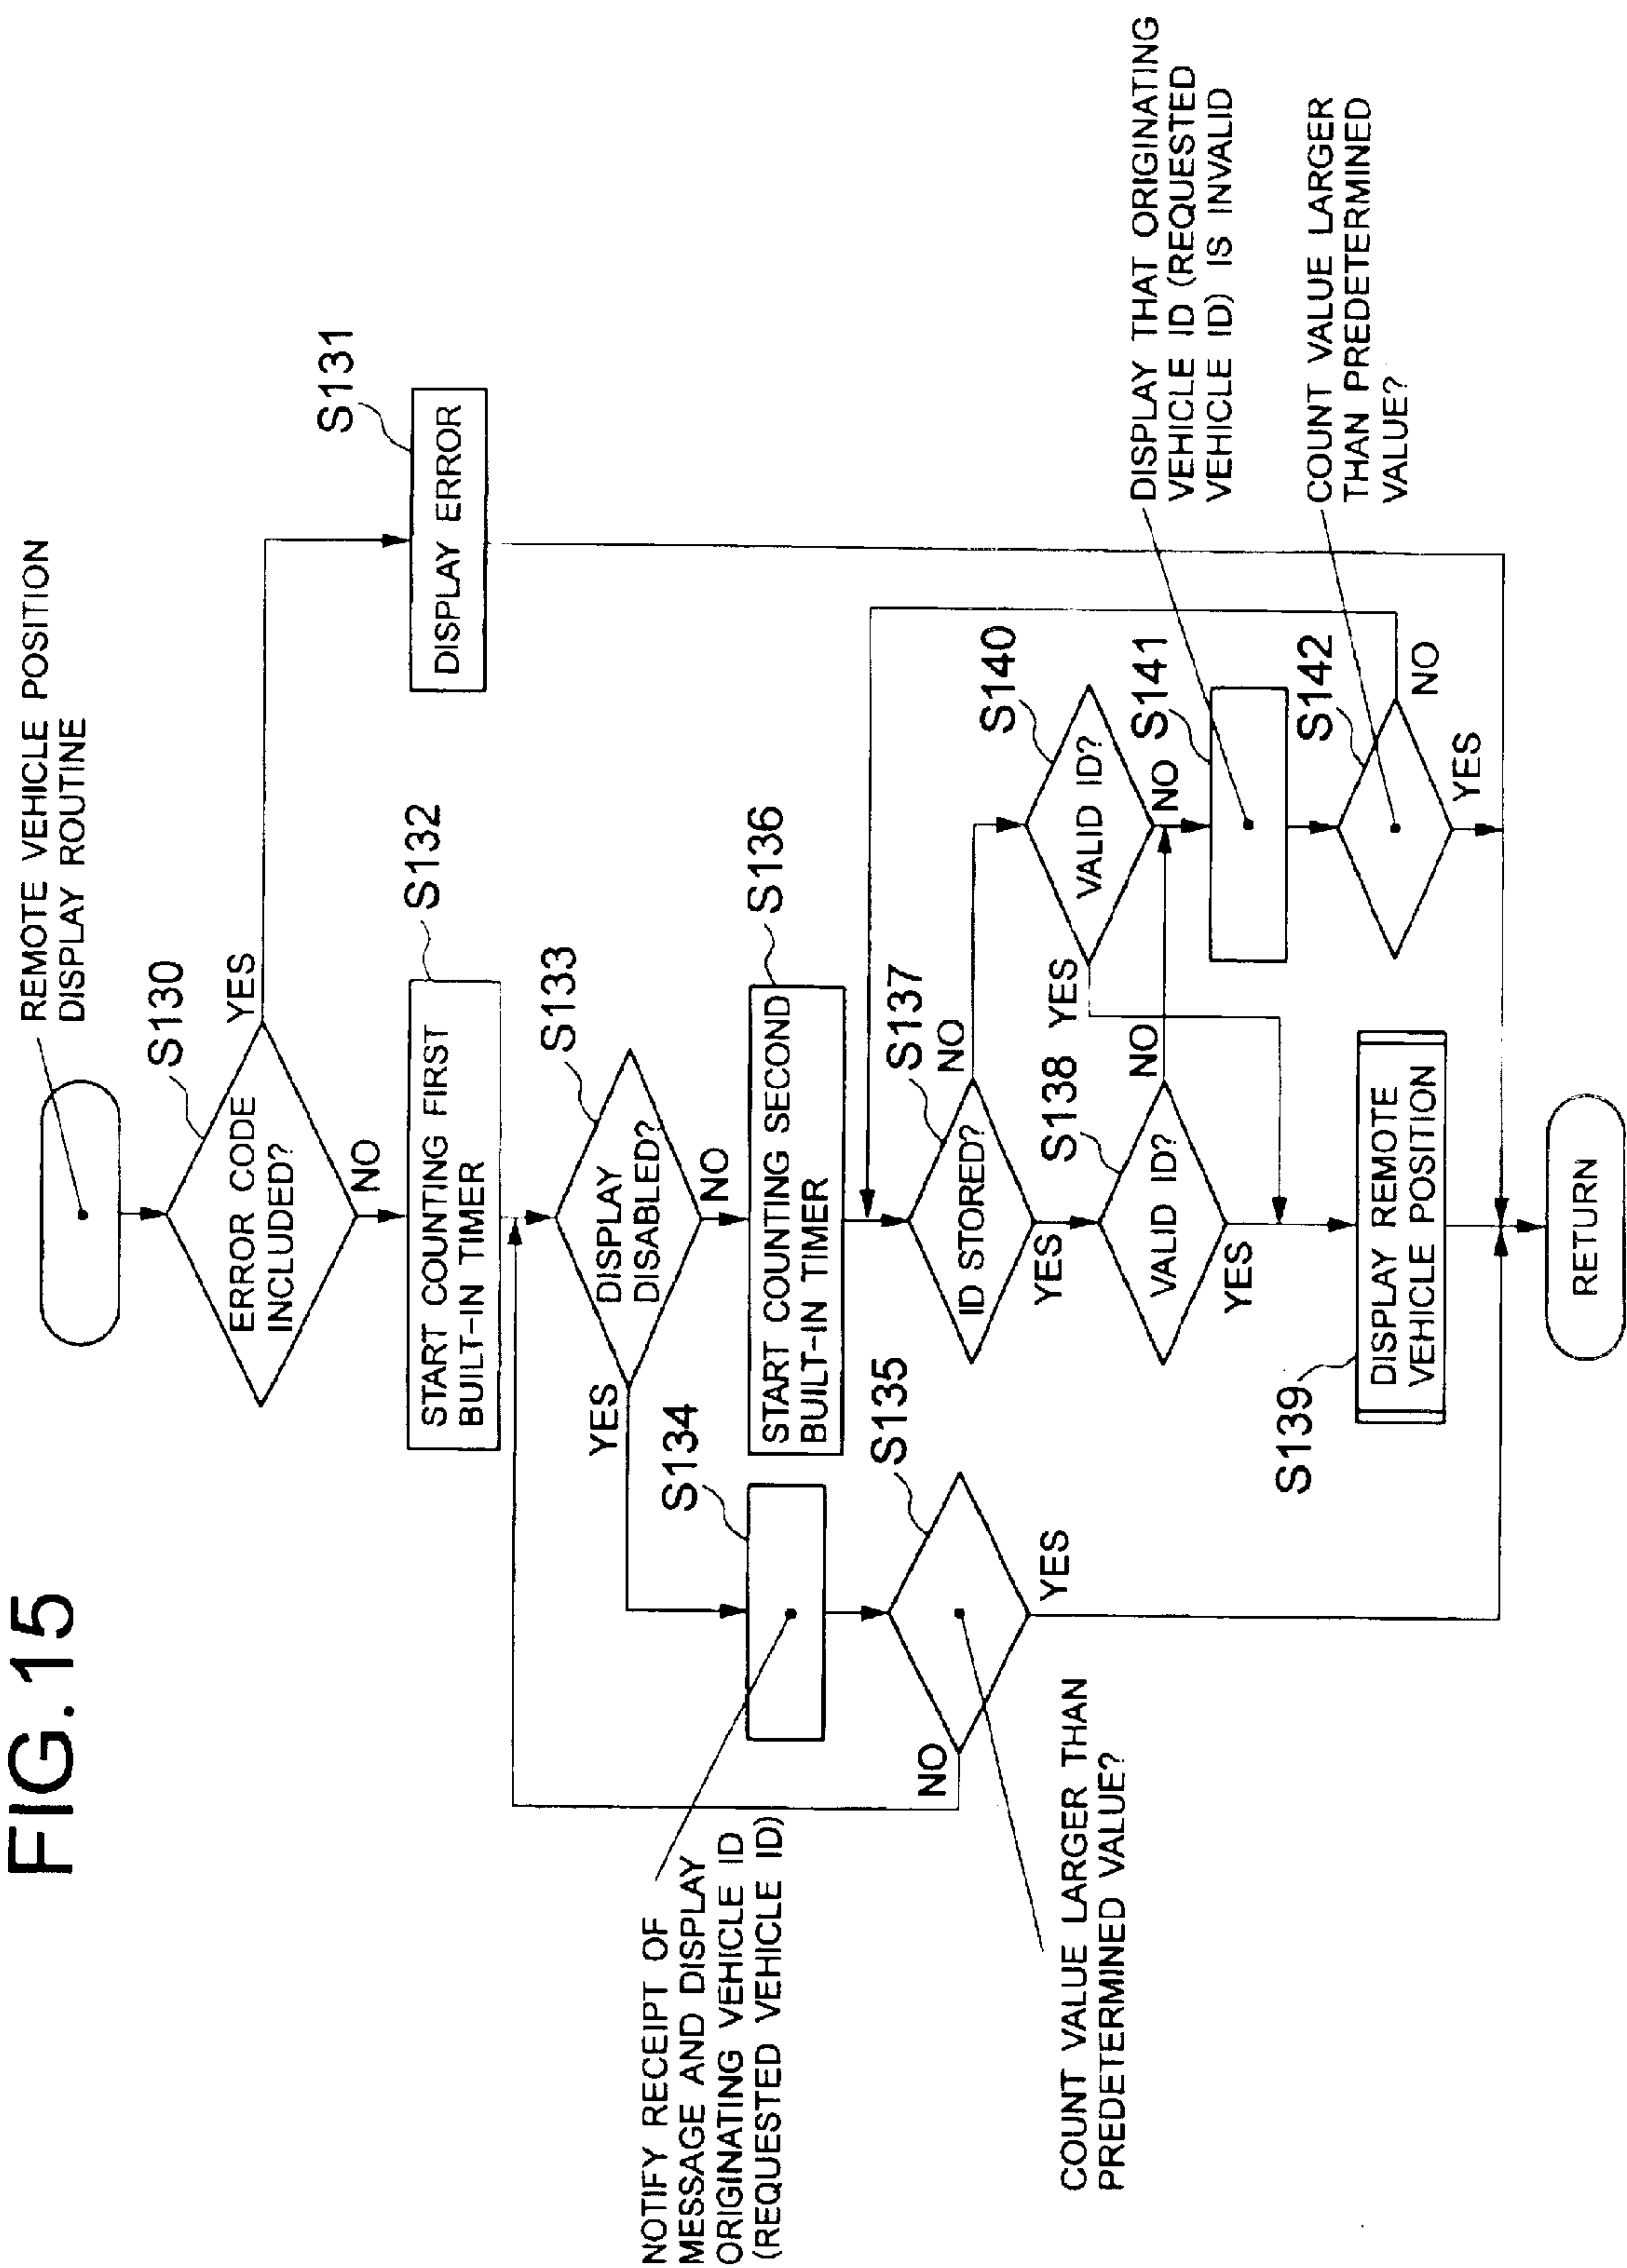 FIG.15
REMOTE VEHICLE POSITION
DISPLAY ROUTINE
S130
ERROR CODE
INCLUDED?
YES
NO
S131
DISPLAY ERROR
S132
START COUNTING FIRST
BUILT-IN TIMER
S133
DISPLAY
DISABLED?
YES
NO
S134
NOTIFY RECEIPT OF
MESSAGE AND DISPLAY
ORIGINATING VEHICLE ID
(REQUESTED VEHICLE ID)
S135
NO
YES
COUNT VALUE LARGER THAN
PREDETERMINED VALUE?
S136
START COUNTING SECOND
BUILT-IN TIMER
S137
ID STORED?
NO
YES
S138
VALID ID?
NO
YES
S139
DISPLAY REMOTE
VEHICLE POSITION
S140
VALID ID?
YES
NO
S141
DISPLAY THAT ORIGINATING
VEHICLE ID (REQUESTED
VEHICLE ID) IS INVALID
S142
COUNT VALUE LARGER
THAN PREDETERMINED
VALUE?
NO
YES
RETURN